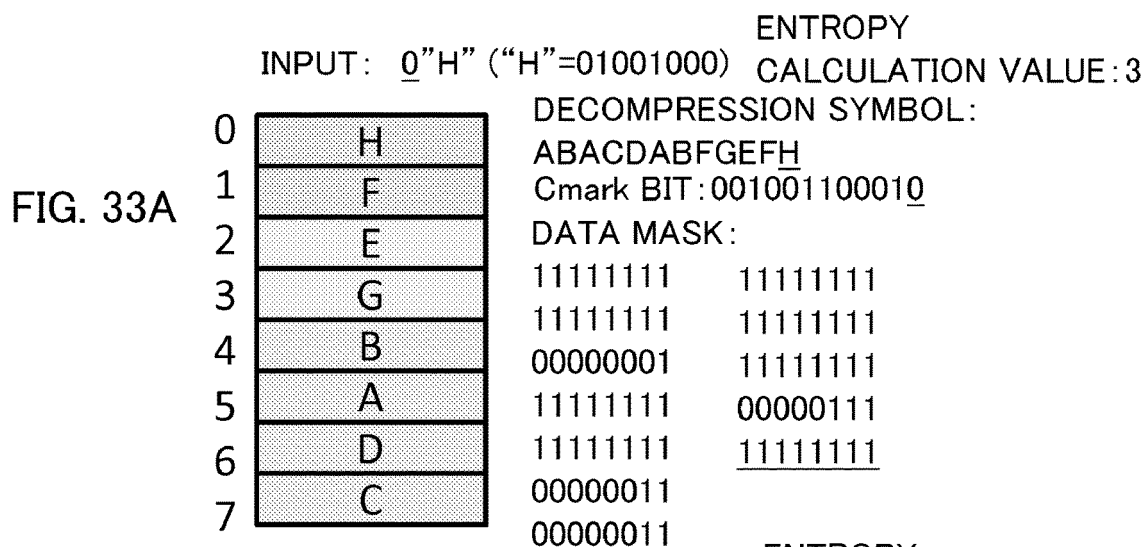 ENTROPY
INPUT: 0"H" ("H"=01001000) CALCULATION VALUE:3
DECOMPRESSION SYMBOL:
ABACDABFGEFH
Cmark BIT:001001100010
DATA MASK:
FIG. 33A
0 H
1 F
2 E
3 G
4 B
5 A
6 D
7 C
11111111 11111111
11111111 11111111
00000001 11111111
11111111 00000111
11111111 11111111
00000011
00000011
ENTROPY